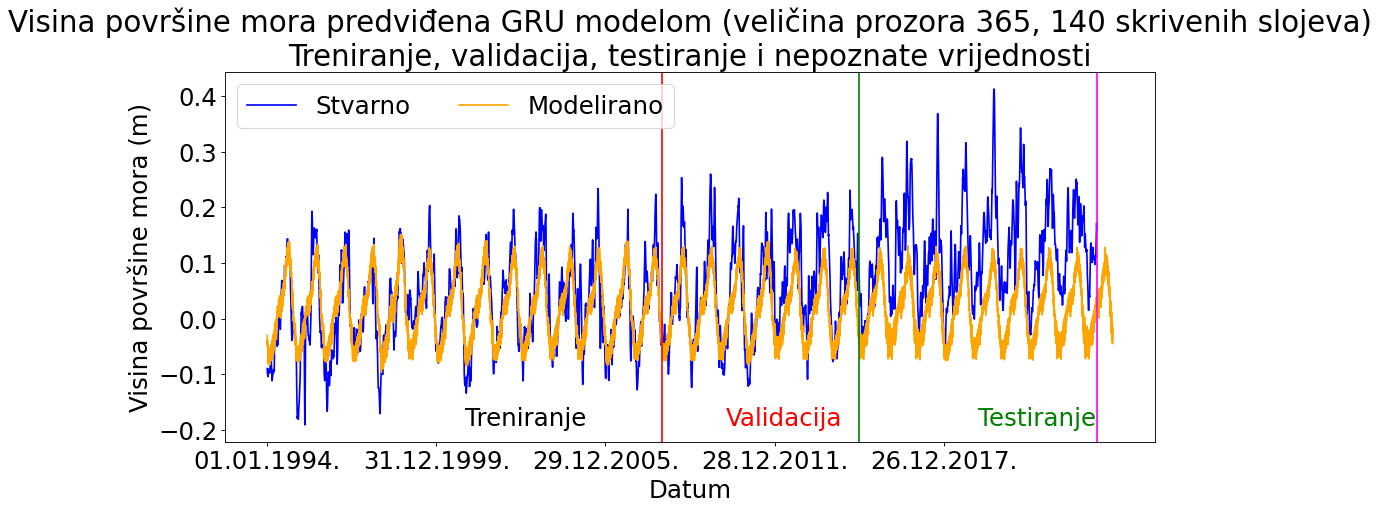 Visina površine mora predviđena GRU modelom (veličina prozora 365, 140 skrivenih slojeva)
Treniranje, validacija, testiranje i nepoznate vrijednosti
Stvarno
Modelirano
Visina površine mora (m)
0.4
0.3
0.2
0.1
0.0
−0.1
−0.2
Treniranje
Validacija
Testiranje
01.01.1994.
31.12.1999.
29.12.2005.
28.12.2011.
26.12.2017.
Datum